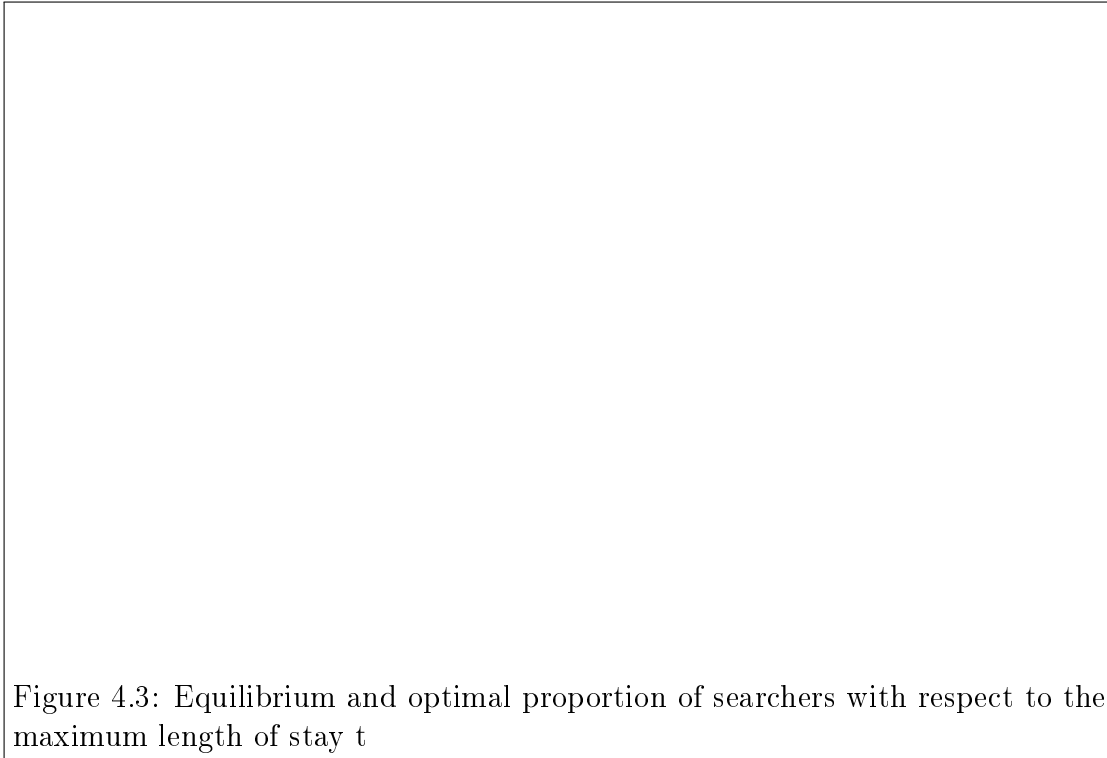 Figure 4.3: Equilibrium and optimal proportion of searchers with respect to the
maximum length of stay t